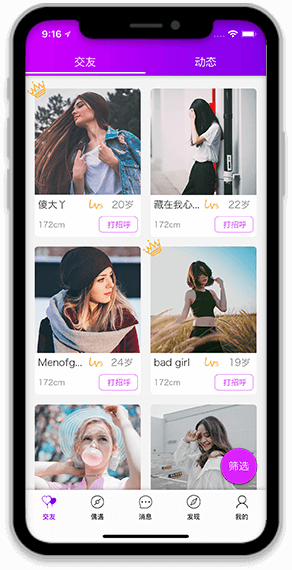 9:16
交友 动态
傻大丫 Lv5 20岁
172cm 打招呼
藏在我心... Lv5 22岁
172cm 打招呼
Menofg... Lv5 24岁
172cm 打招呼
bad girl Lv5 19岁
172cm 打招呼
筛选
交友 偶遇 消息 发现 我的